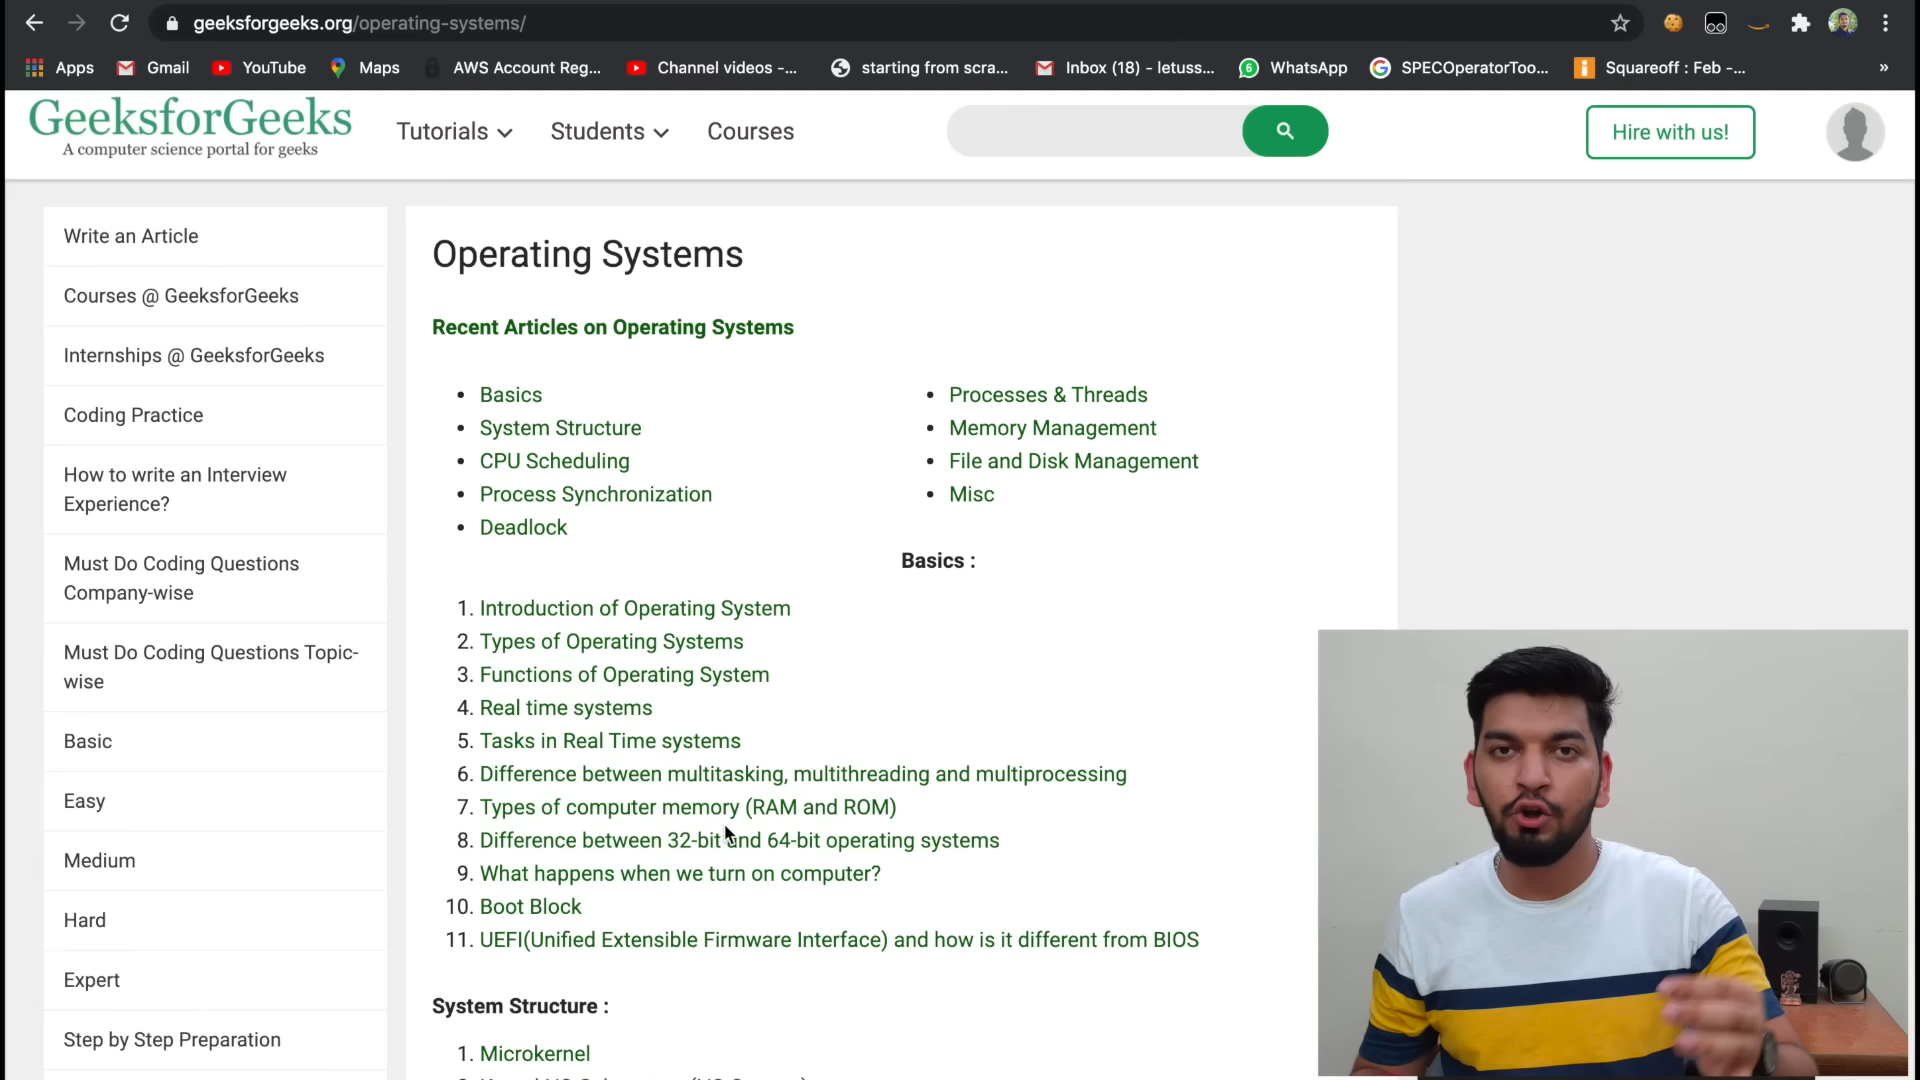 geeksforgeeks.org/operating-systems/
Apps
Gmail
YouTube
Maps
AWS Account Reg...
Channel videos -...
starting from scra...
Inbox (18) - letuss...
6
WhatsApp
SPECOperatorToo...
Squareoff : Feb -...
»
GeeksforGeeks
A computer science portal for geeks
Tutorials
Students
Courses
Hire with us!
Write an Article
Courses @ GeeksforGeeks
Internships @ GeeksforGeeks
Coding Practice
How to write an Interview
Experience?
Must Do Coding Questions
Company-wise
Must Do Coding Questions Topic-
wise
Basic
Easy
Medium
Hard
Expert
Step by Step Preparation
Operating Systems
Recent Articles on Operating Systems
• Basics
• System Structure
• CPU Scheduling
• Process Synchronization
• Deadlock
• Processes & Threads
• Memory Management
• File and Disk Management
• Misc
Basics :
1. Introduction of Operating System
2. Types of Operating Systems
3. Functions of Operating System
4. Real time systems
5. Tasks in Real Time systems
6. Difference between multitasking, multithreading and multiprocessing
7. Types of computer memory (RAM and ROM)
8. Difference between 32-bit and 64-bit operating systems
9. What happens when we turn on computer?
10. Boot Block
11. UEFI(Unified Extensible Firmware Interface) and how is it different from BIOS
System Structure :
1. Microkernel